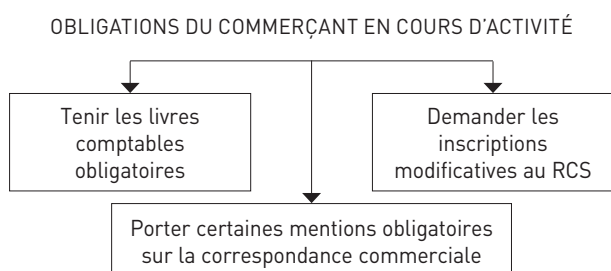 OBLIGATIONS DU COMMERÇANT EN COURS D'ACTIVITÉ
Tenir les livres
comptables
obligatoires
Demander les
inscriptions
modificatives au RCS
Porter certaines mentions obligatoires
sur la correspondance commerciale